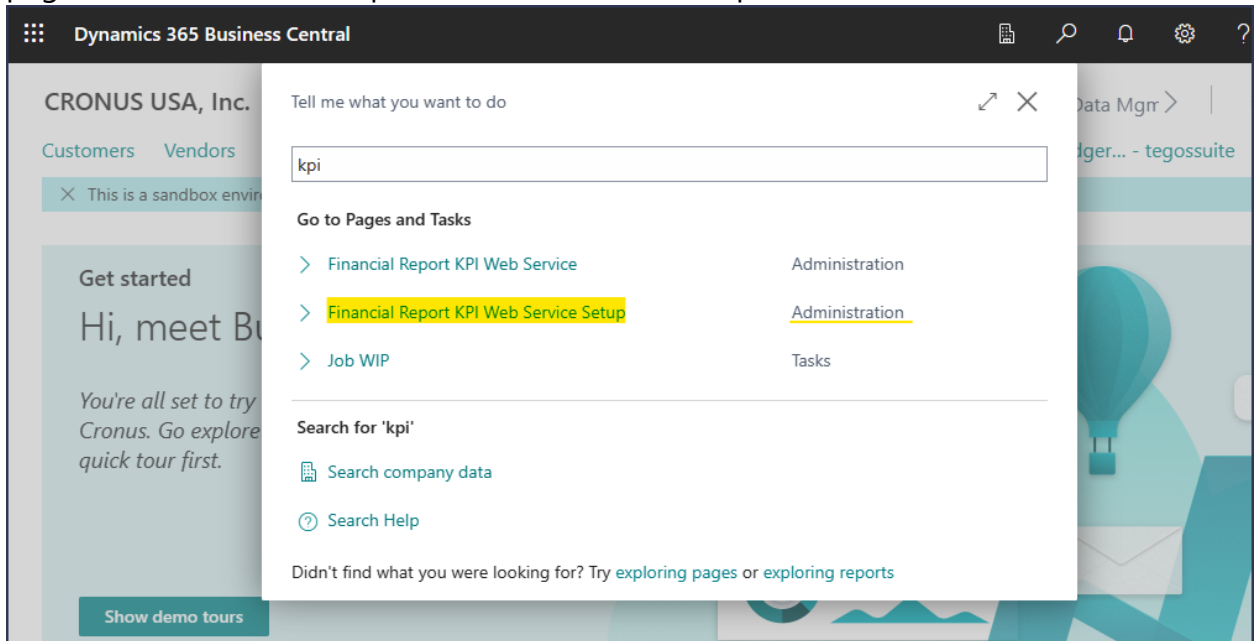 Dynamics 365 Business Central
?
CRONUS USA, Inc.
Tell me what you want to do
Data Mgm
Customers Vendors
kpi
dger... - tegossuite
This is a sandbox envir
Go to Pages and Tasks
Financial Report KPI Web Service Administration
Get started
Financial Report KPI Web Service Setup Administration
Hi, meet Bu
Job WIP Tasks
You're all set to try
Cronus. Go explore
quick tour first.
Search for 'kpi'
Search company data
Search Help
Didn't find what you were looking for? Try exploring pages or exploring reports
Show demo tours